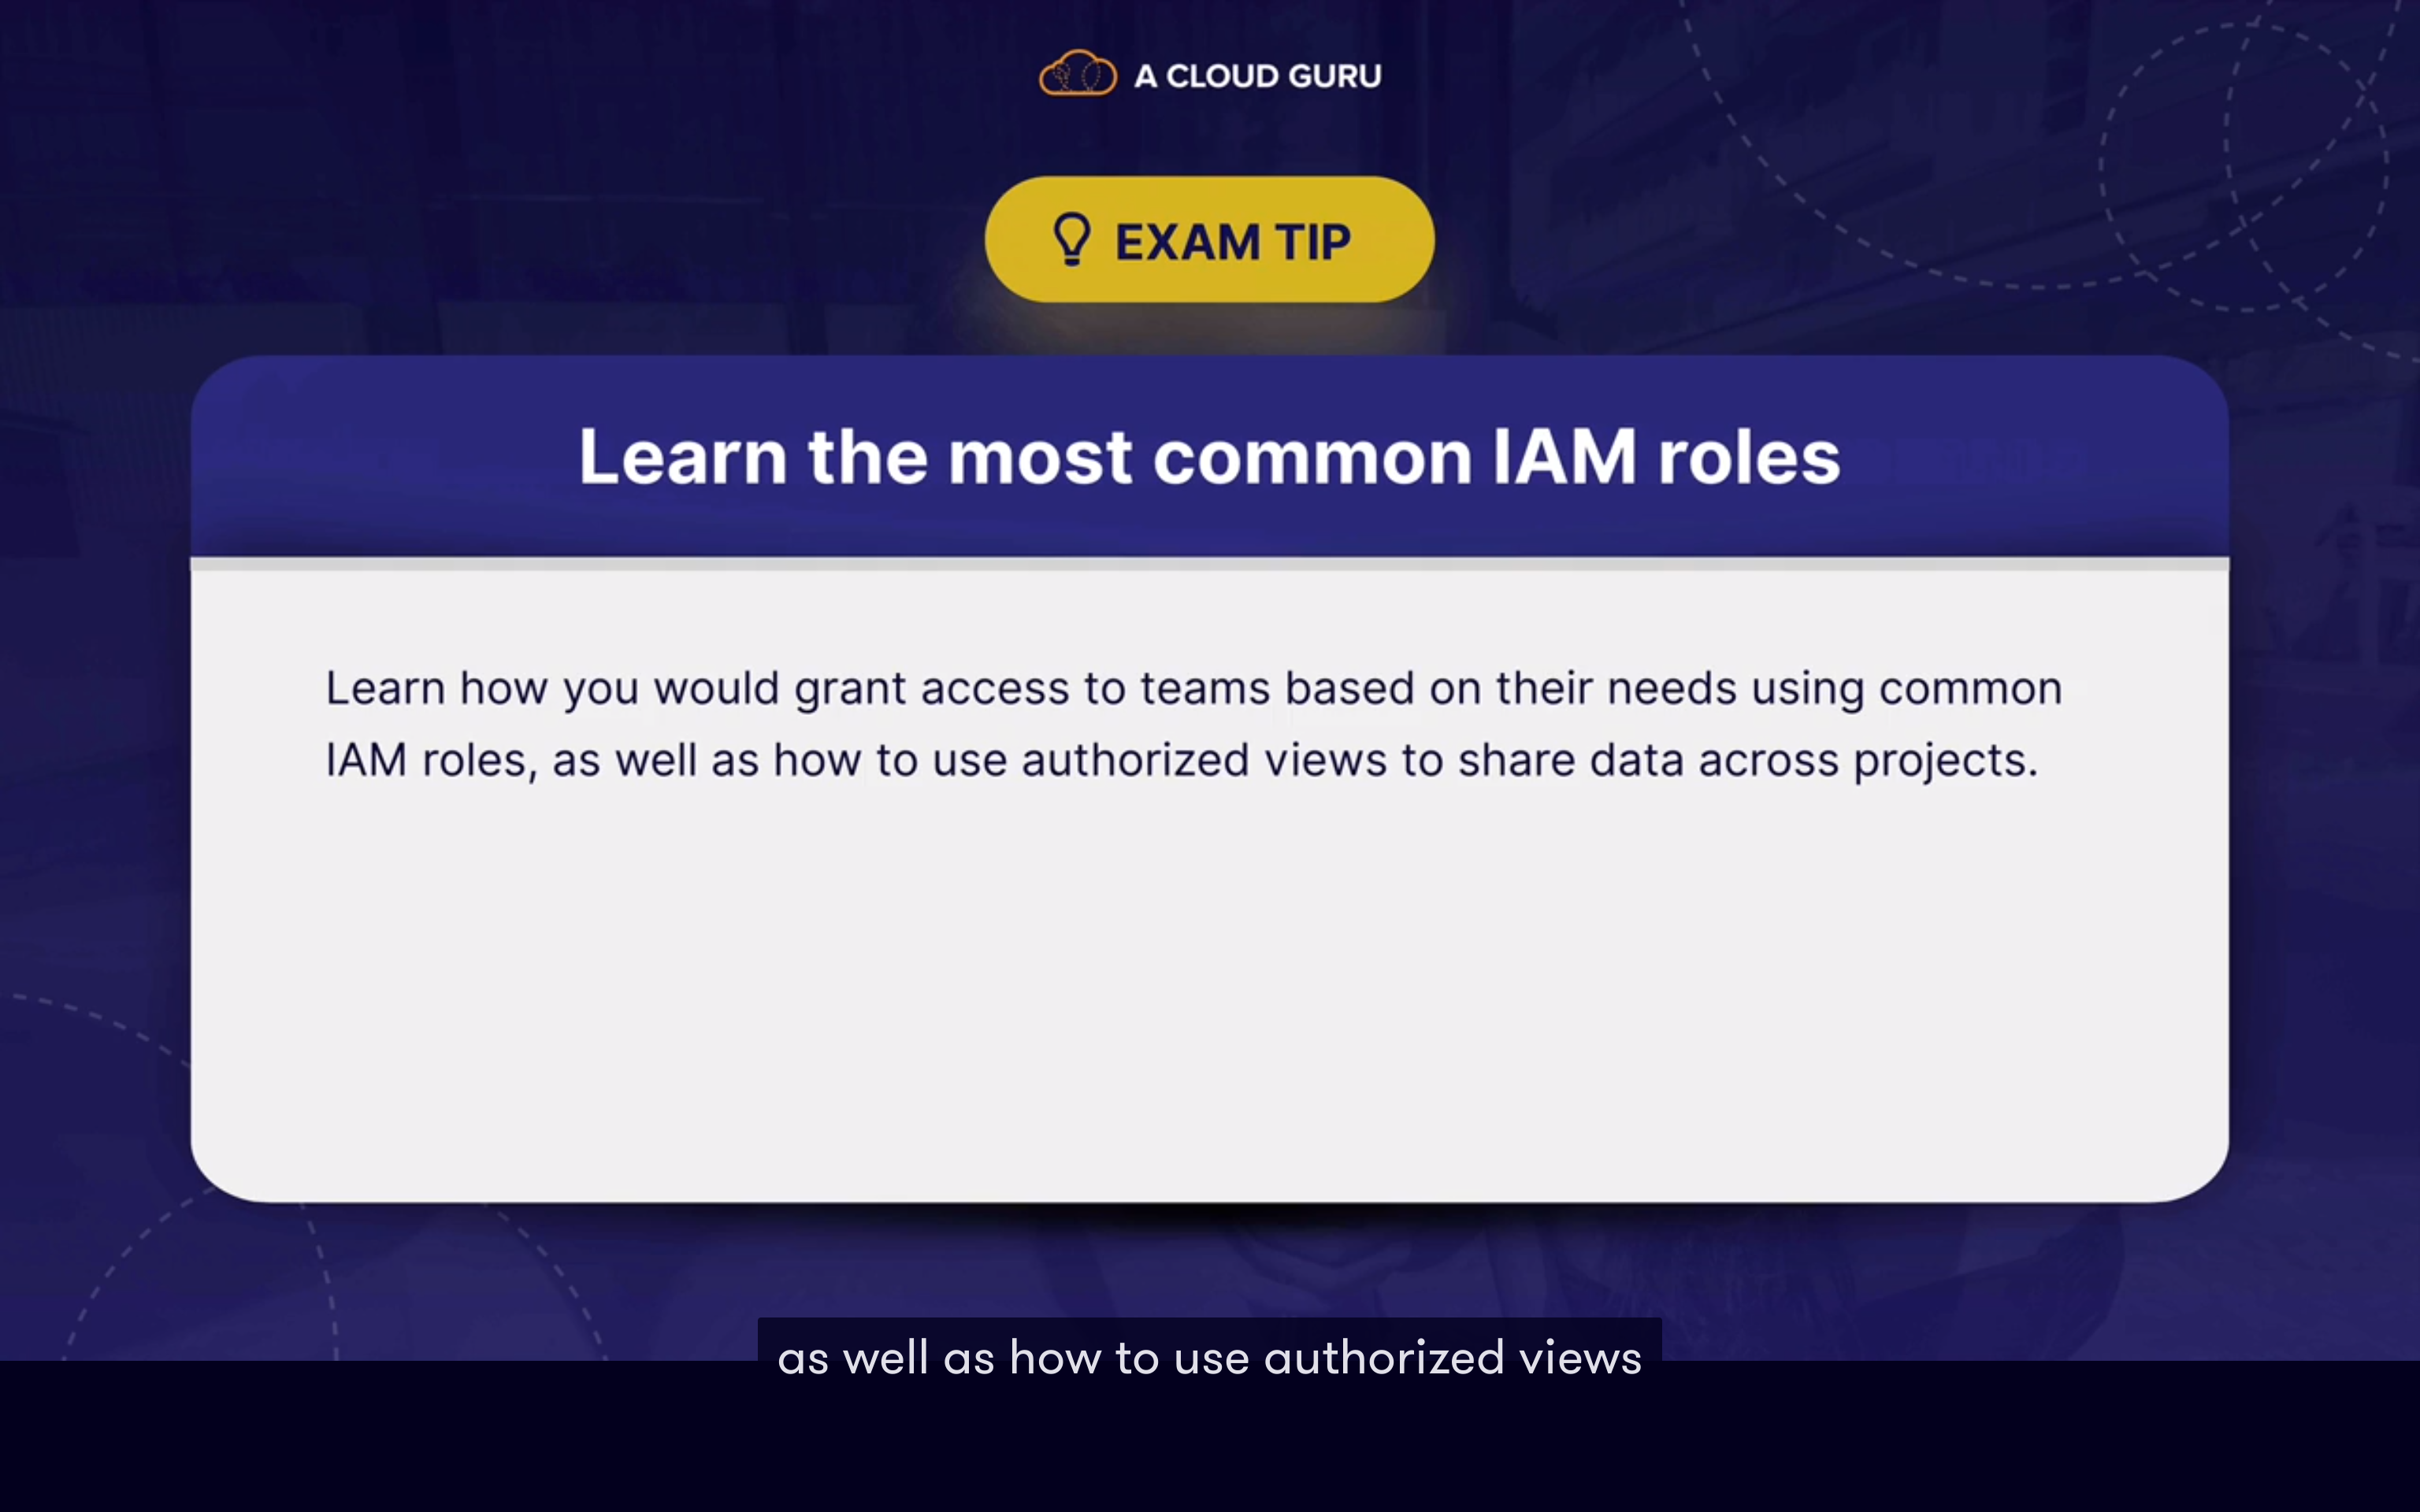 A CLOUD GURU
EXAM TIP
Learn the most common IAM roles
Learn how you would grant access to teams based on their needs using common
IAM roles, as well as how to use authorized views to share data across projects.
as well as how to use authorized views